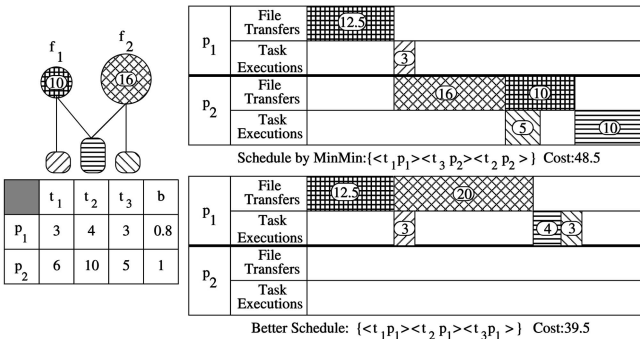 f1 f2
10 16
t1 t2 t3 b
p1 3 4 3 0.8
p2 6 10 5 1
p1 File Transfers 12.5
Task Executions 3
p2 File Transfers 16 10
Task Executions 5 10
Schedule by MinMin:{<t1p1><t3 p2><t2 p2>} Cost:48.5
p1 File Transfers 12.5 20
Task Executions 3 4 3
p2 File Transfers
Task Executions
Better Schedule: {<t1p1><t2 p1><t3p1>} Cost:39.5